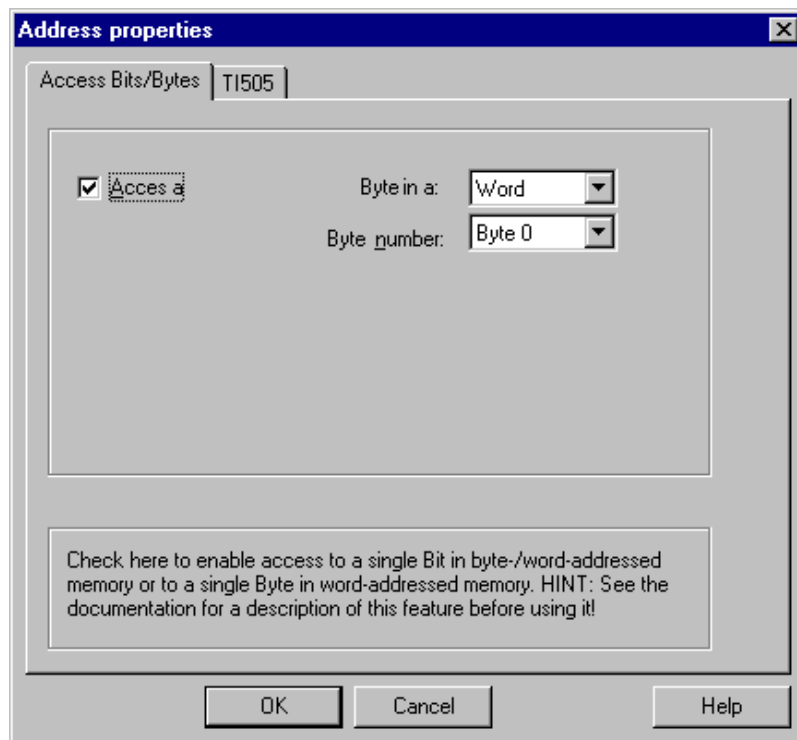 Address properties
Access Bits/Bytes TI505
Acces a Byte in a: Word
Byte number: Byte 0
Check here to enable access to a single Bit in byte-/word-addressed
memory or to a single Byte in word-addressed memory. HINT: See the
documentation for a description of this feature before using it!
OK Cancel Help